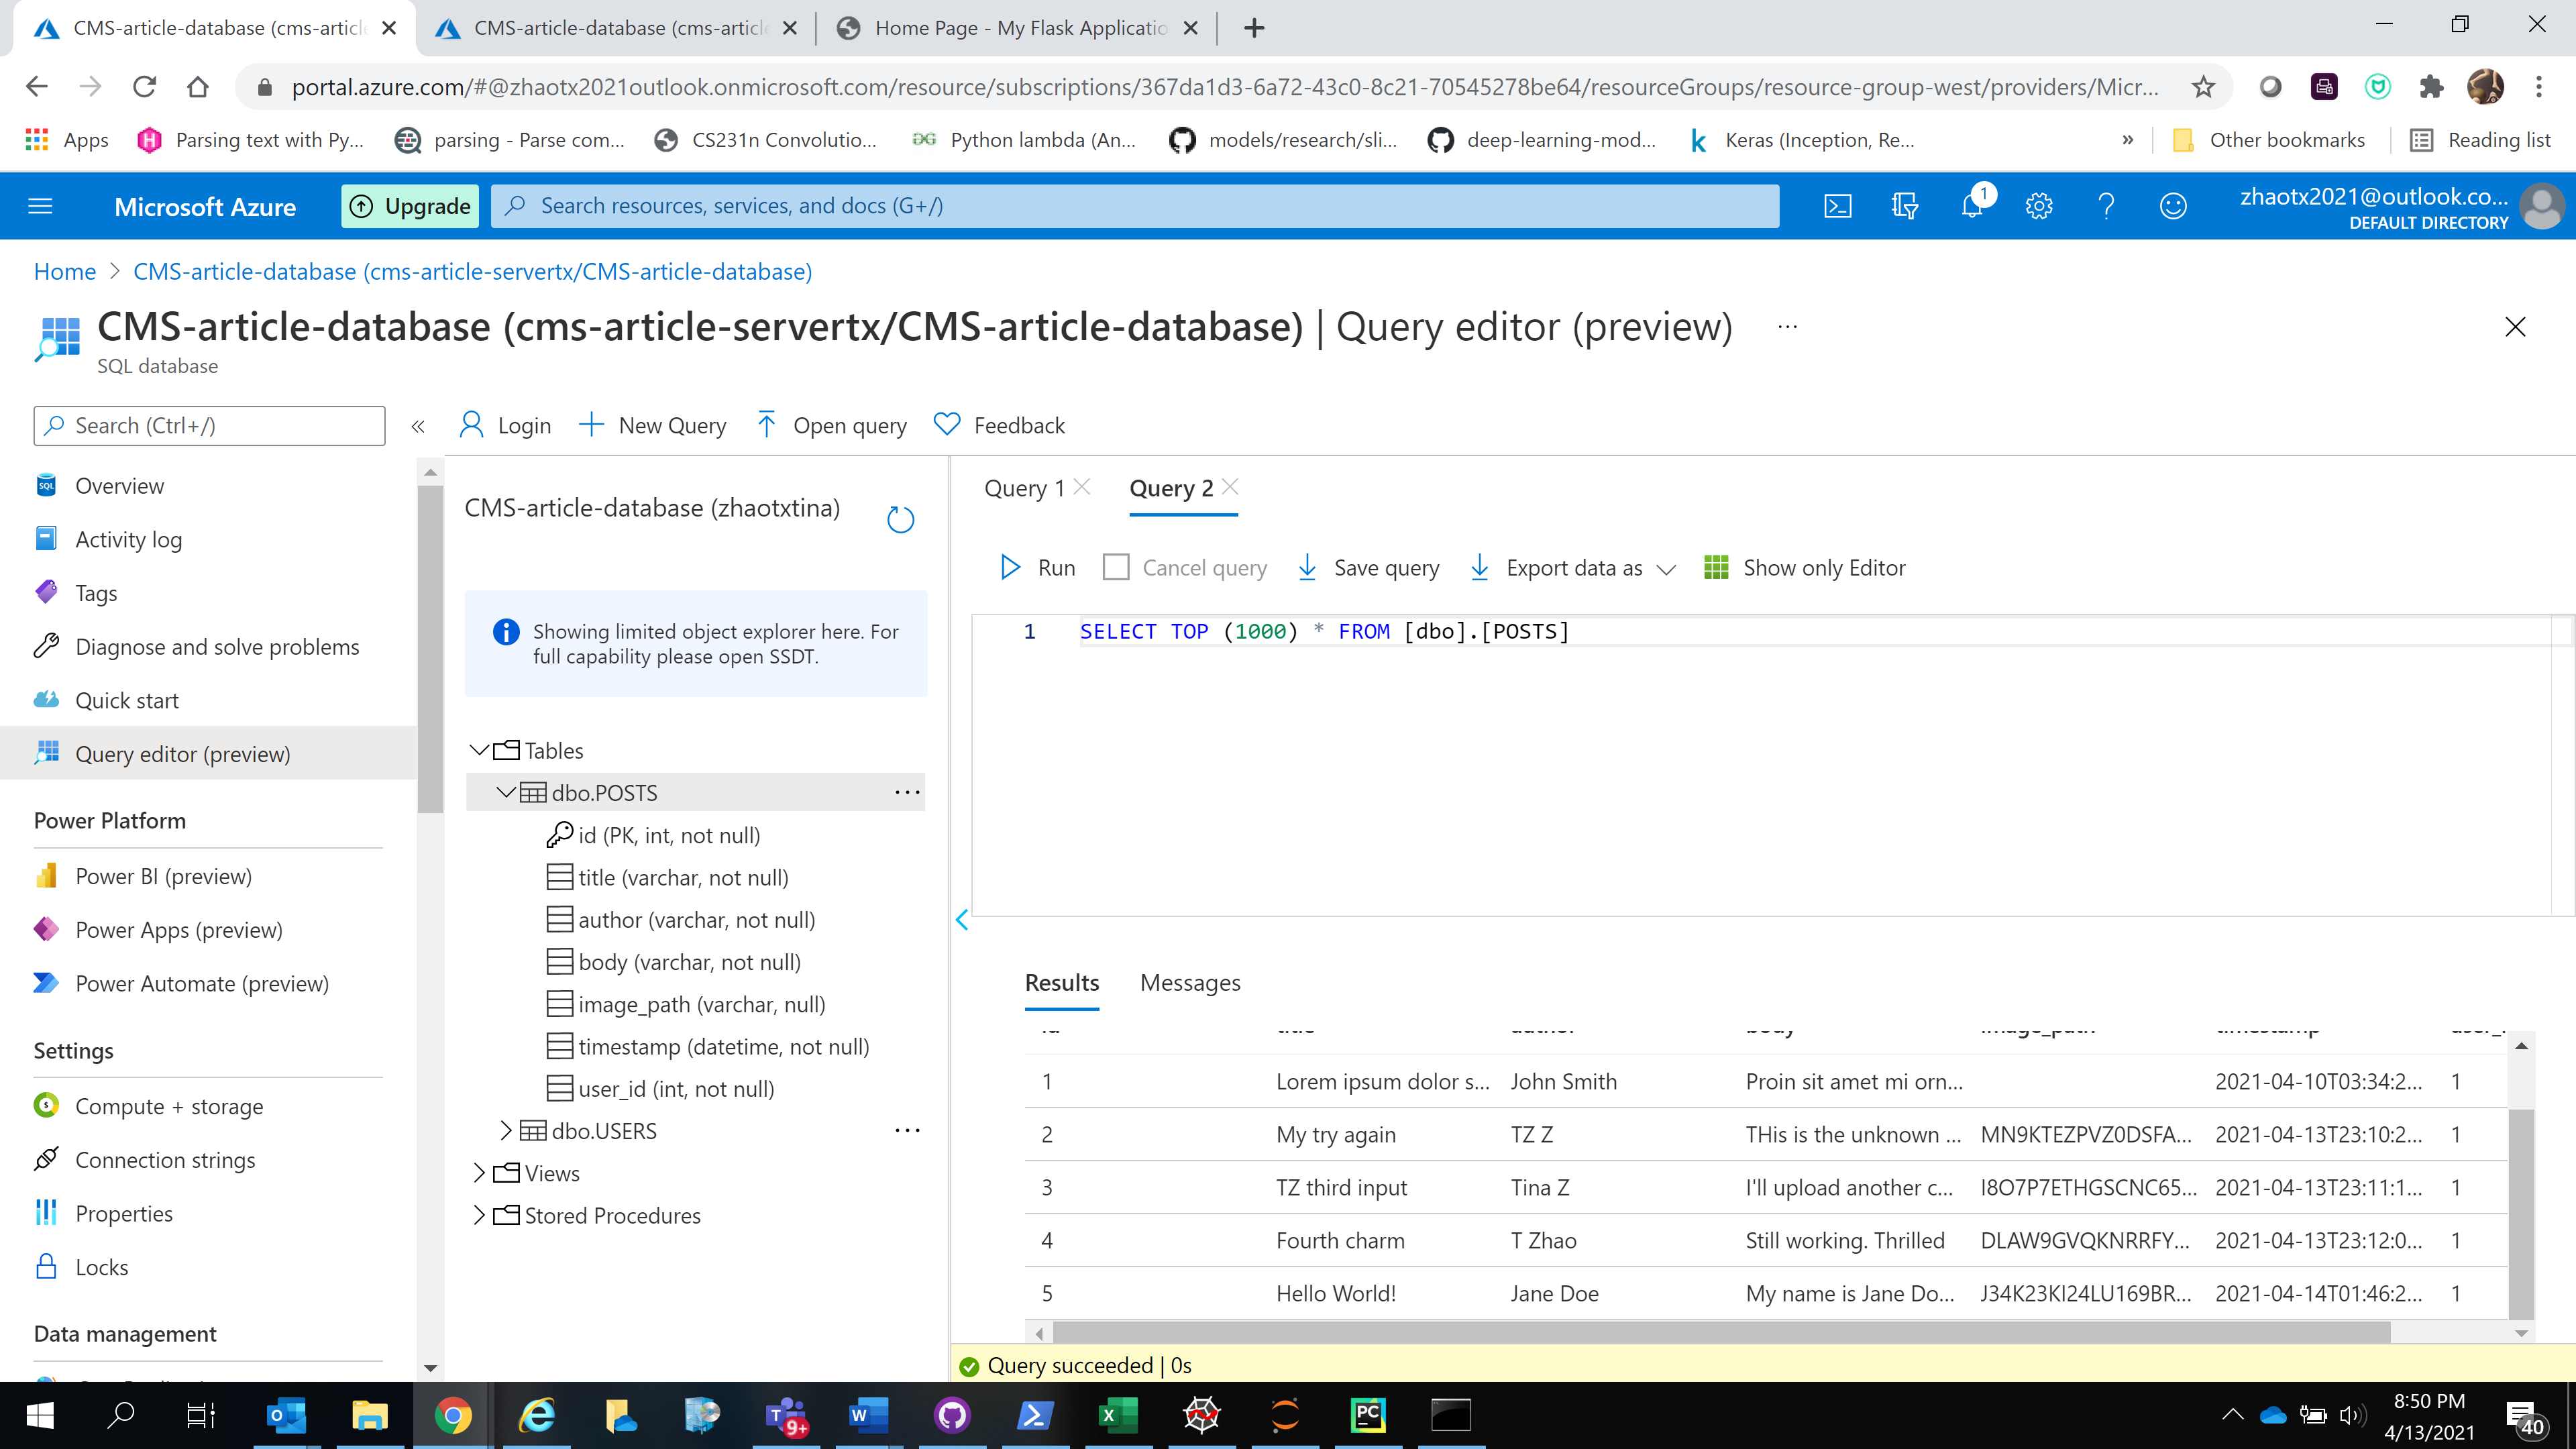 CMS-article-database (cms-article
CMS-article-database (cms-article
Home Page - My Flask Applicatio
portal.azure.com/#@zhaotx2021outlook.onmicrosoft.com/resource/subscriptions/367da1d3-6a72-43c0-8c21-70545278be64/resourceGroups/resource-group-west/providers/Micr...
Apps
Parsing text with Py...
parsing - Parse com...
CS231n Convolutio...
Python lambda (An...
models/research/sli...
deep-learning-mod...
Keras (Inception, Re...
»
Other bookmarks
Reading list
Microsoft Azure
Upgrade
Search resources, services, and docs (G+/)
1
zhaotx2021@outlook.co...
DEFAULT DIRECTORY
Home > CMS-article-database (cms-article-servertx/CMS-article-database)
CMS-article-database (cms-article-servertx/CMS-article-database) | Query editor (preview) ...
SQL database
Search (Ctrl+/)
«
Login
New Query
Open query
Feedback
Overview
Activity log
Tags
Diagnose and solve problems
Quick start
Query editor (preview)
Power Platform
Power BI (preview)
Power Apps (preview)
Power Automate (preview)
Settings
Compute + storage
Connection strings
Properties
Locks
Data management
CMS-article-database (zhaotxtina)
Showing limited object explorer here. For
full capability please open SSDT.
Tables
dbo.POSTS ...
id (PK, int, not null)
title (varchar, not null)
author (varchar, not null)
body (varchar, not null)
image_path (varchar, null)
timestamp (datetime, not null)
user_id (int, not null)
dbo.USERS ...
Views
Stored Procedures
Query 1
Query 2
Run
Cancel query
Save query
Export data as
Show only Editor
1 SELECT TOP (1000) * FROM [dbo].[POSTS]
Results
Messages
id title author body image_path timestamp
1 Lorem ipsum dolor s... John Smith Proin sit amet mi orn... 2021-04-10T03:34:2... 1
2 My try again TZ Z THis is the unknown ... MN9KTEZPVZ0DSFA... 2021-04-13T23:10:2... 1
3 TZ third input Tina Z I'll upload another c... I8O7P7ETHGSCNC65... 2021-04-13T23:11:1... 1
4 Fourth charm T Zhao Still working. Thrilled DLAW9GVQKNRRFY... 2021-04-13T23:12:0... 1
5 Hello World! Jane Doe My name is Jane Do... J34K23KI24LU169BR... 2021-04-14T01:46:2... 1
Query succeeded | 0s
9+
8:50 PM
4/13/2021
40